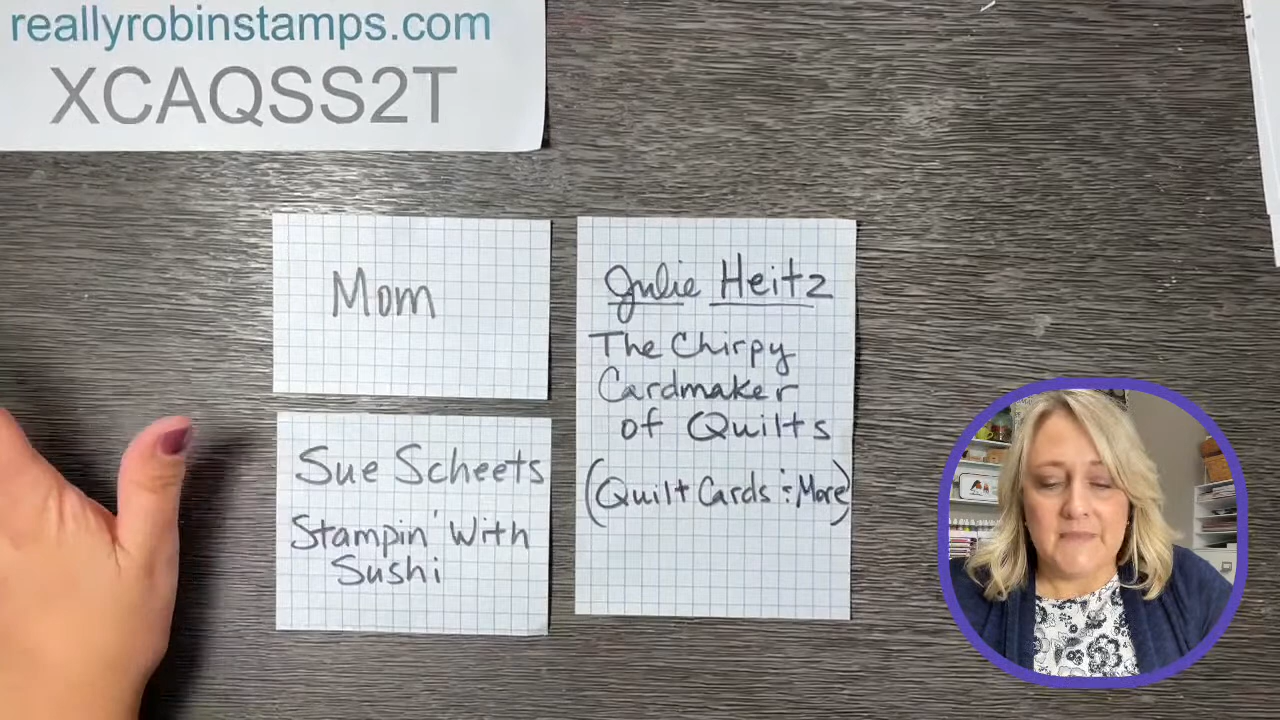 reallyrobinstamps.com
XCAQSS2T
Mom
Sue Scheets
Stampin' With
Sushi
Julie Heitz
The Chirpy
Cardmaker
of Quilts
(Quilt Cards & More)